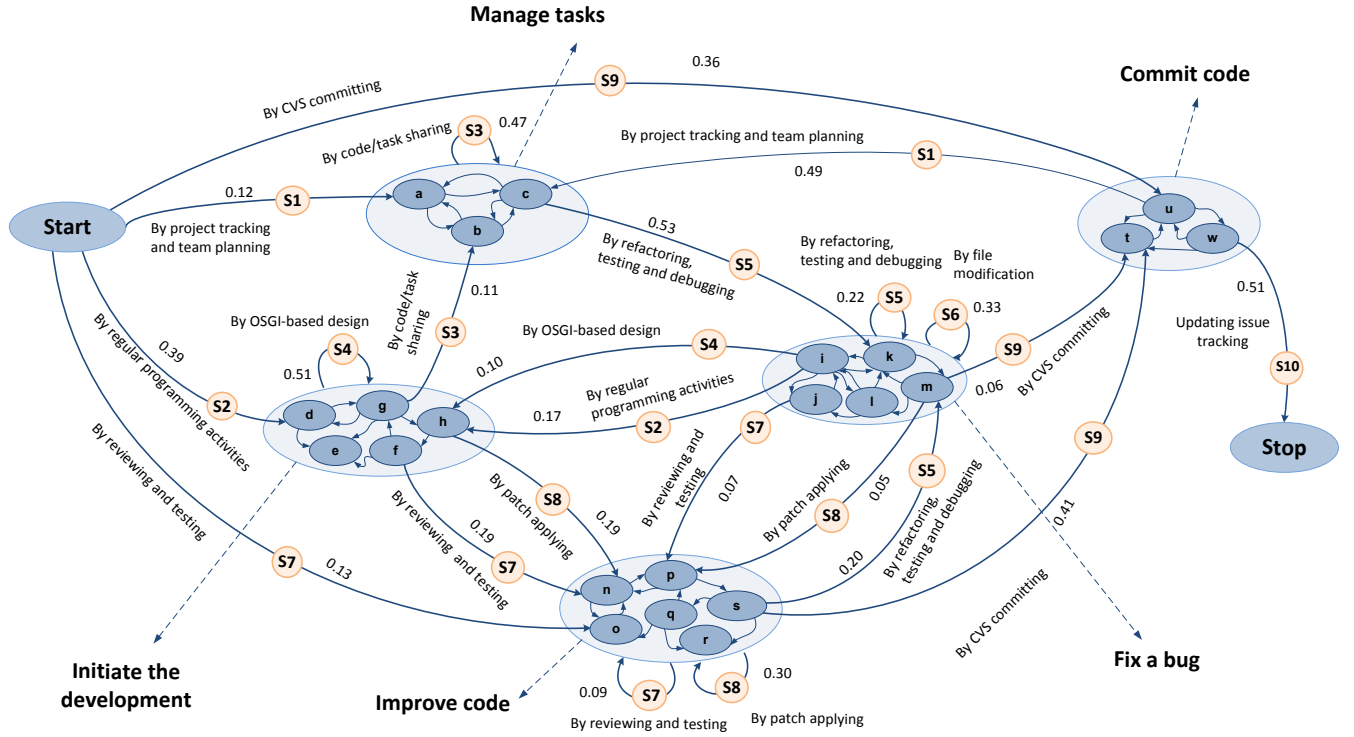 Manage tasks
Commit code
0.36
S9
By CVS committing
By code/task sharing
S3
0.47
By project tracking and team planning
S1
0.49
0.12
S1
By project tracking
and team planning
Start
a
c
b
u
t
w
0.53
By refactoring,
testing and debugging
S5
By refactoring,
testing and debugging
By file
modification
0.22
S5
S6
0.33
0.51
Updating issue
tracking
S10
Stop
0.11
By code/task
sharing
S3
By OSGI-based design
S4
0.51
By OSGI-based design
S4
0.10
By regular
programming activities
0.17
S2
0.39
By regular programming activities
S2
d
g
h
e
f
i
k
j
l
m
S9
0.06
By CVS committing
S7
By reviewing and
testing
0.07
By patch applying
0.05
S8
S5
0.20
By refactoring,
testing and debugging
S9
0.41
By CVS committing
By reviewing and
testing
S7
0.13
By reviewing and testing
0.19
S7
By patch applying
S8
0.19
n
p
o
q
s
r
0.09
S7
By reviewing and testing
S8
0.30
By patch applying
Initiate the
development
Improve code
Fix a bug